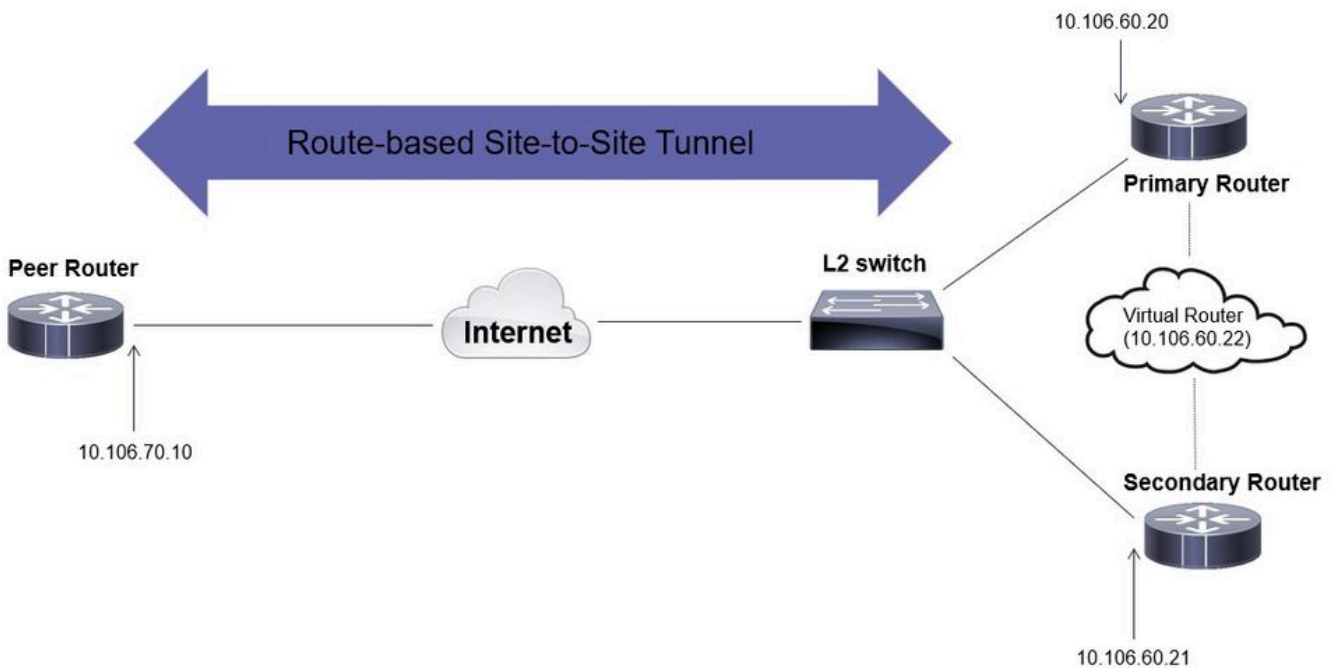 10.106.60.20
Route-based Site-to-Site Tunnel
Primary Router
Peer Router
L2 switch
Internet
Virtual Router
(10.106.60.22)
10.106.70.10
Secondary Router
10.106.60.21